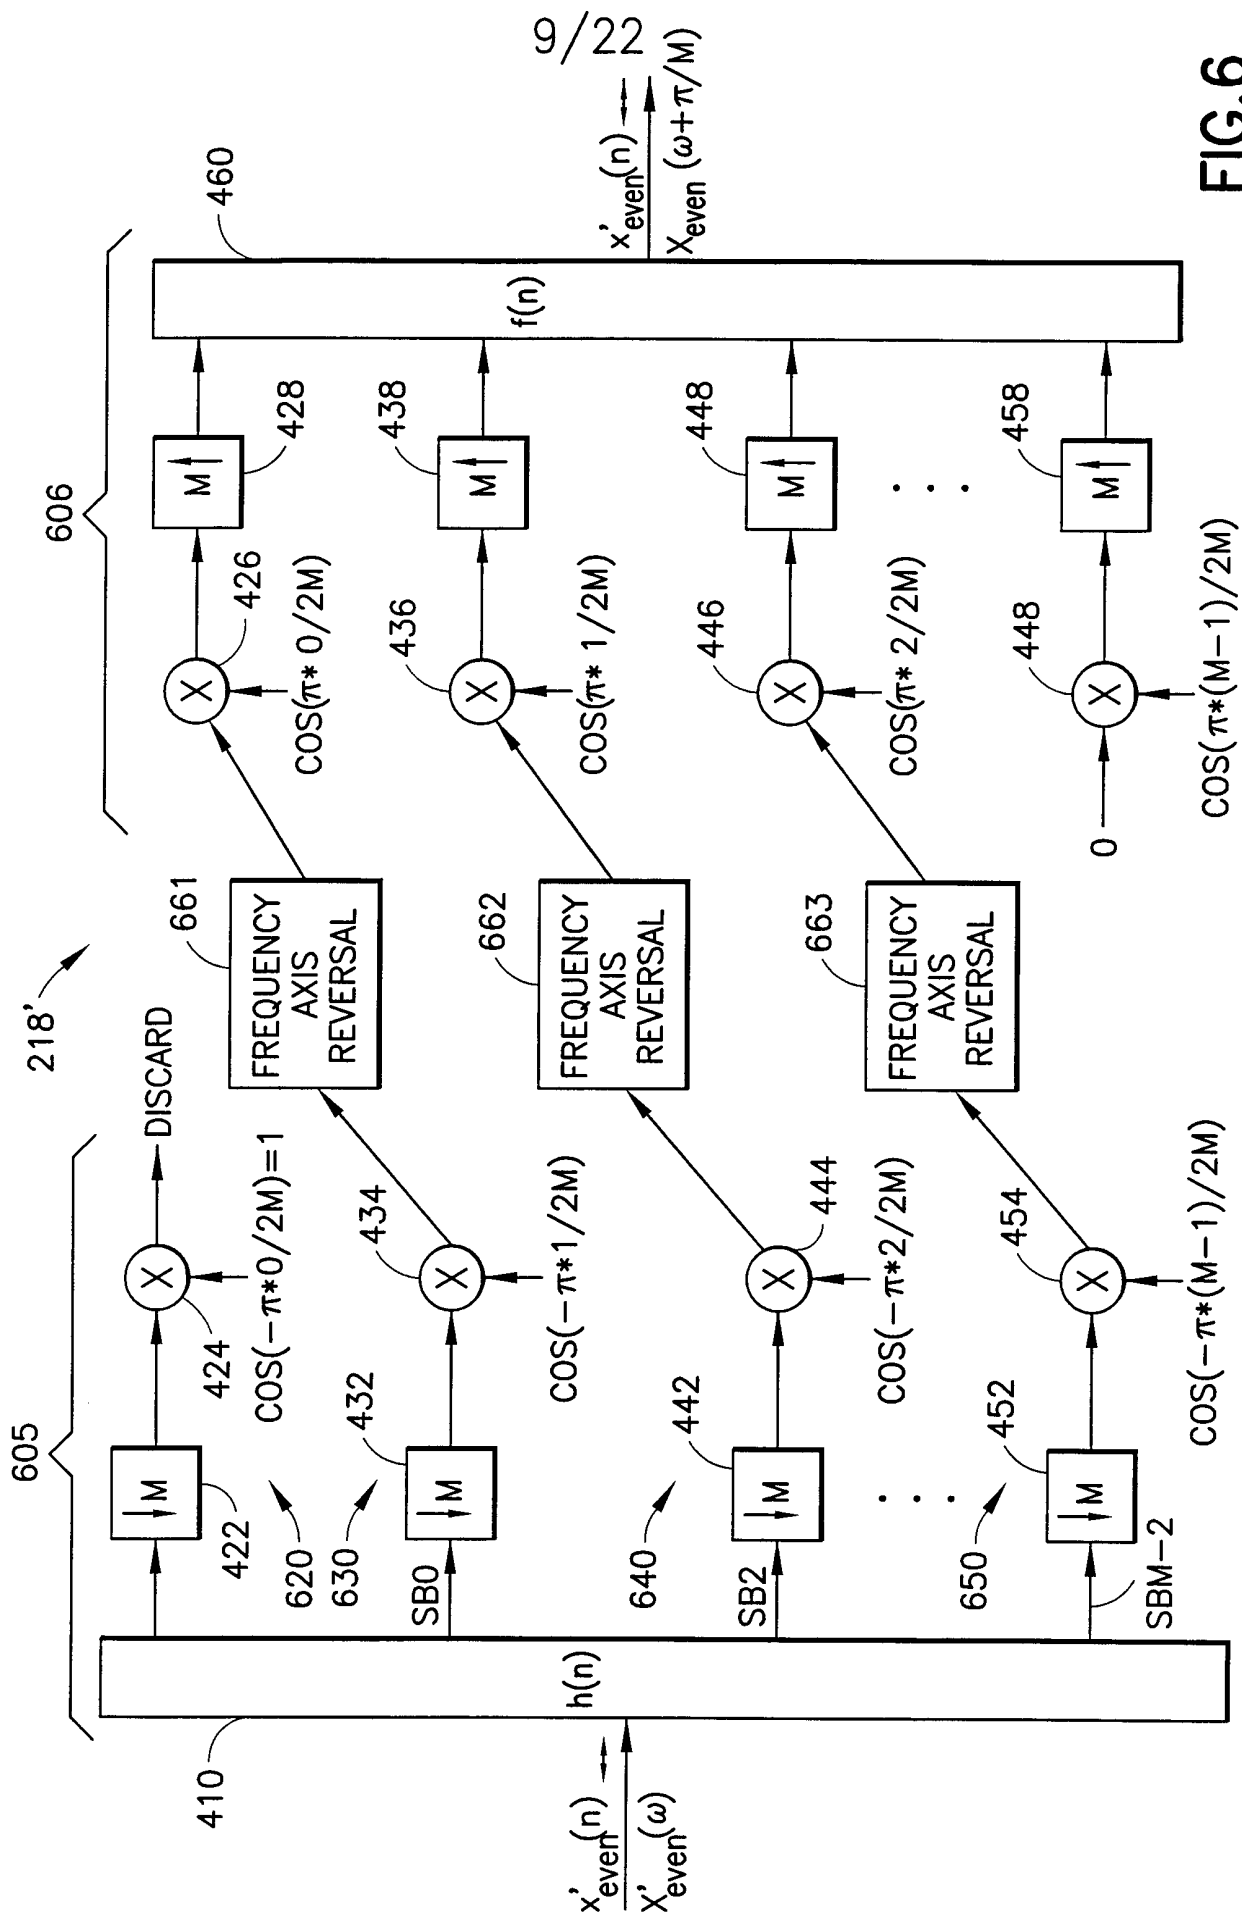 9/22
218'
605
606
410
h(n)
x'even(n) ↔
X'even(ω)
↓M
422
620
424
X
COS(−π*0/2M)=1
DISCARD
630
SB0
↓M
432
434
X
COS(−π*1/2M)
661
FREQUENCY
AXIS
REVERSAL
X
426
COS(π*0/2M)
M↑
428
640
SB2
↓M
442
X
444
COS(−π*2/2M)
662
FREQUENCY
AXIS
REVERSAL
436
X
COS(π*1/2M)
M↑
438
. . .
650
SBM−2
↓M
452
454
X
COS(−π*(M−1)/2M)
663
FREQUENCY
AXIS
REVERSAL
446
X
COS(π*2/2M)
M↑
448
. . .
0
448
X
COS(π*(M−1)/2M)
M↑
458
f(n)
460
x'even(n) ↔
Xeven(ω+π/M)
FIG.6